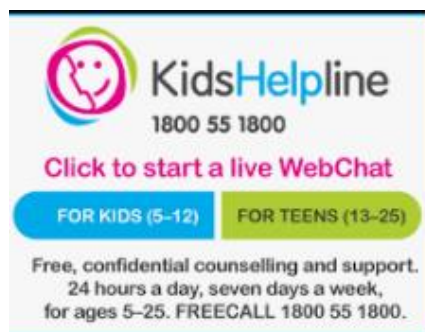 KidsHelpline
1800 55 1800
Click to start a live WebChat
FOR KIDS (5–12) FOR TEENS (13–25)
Free, confidential counselling and support.
24 hours a day, seven days a week,
for ages 5–25. FREECALL 1800 55 1800.